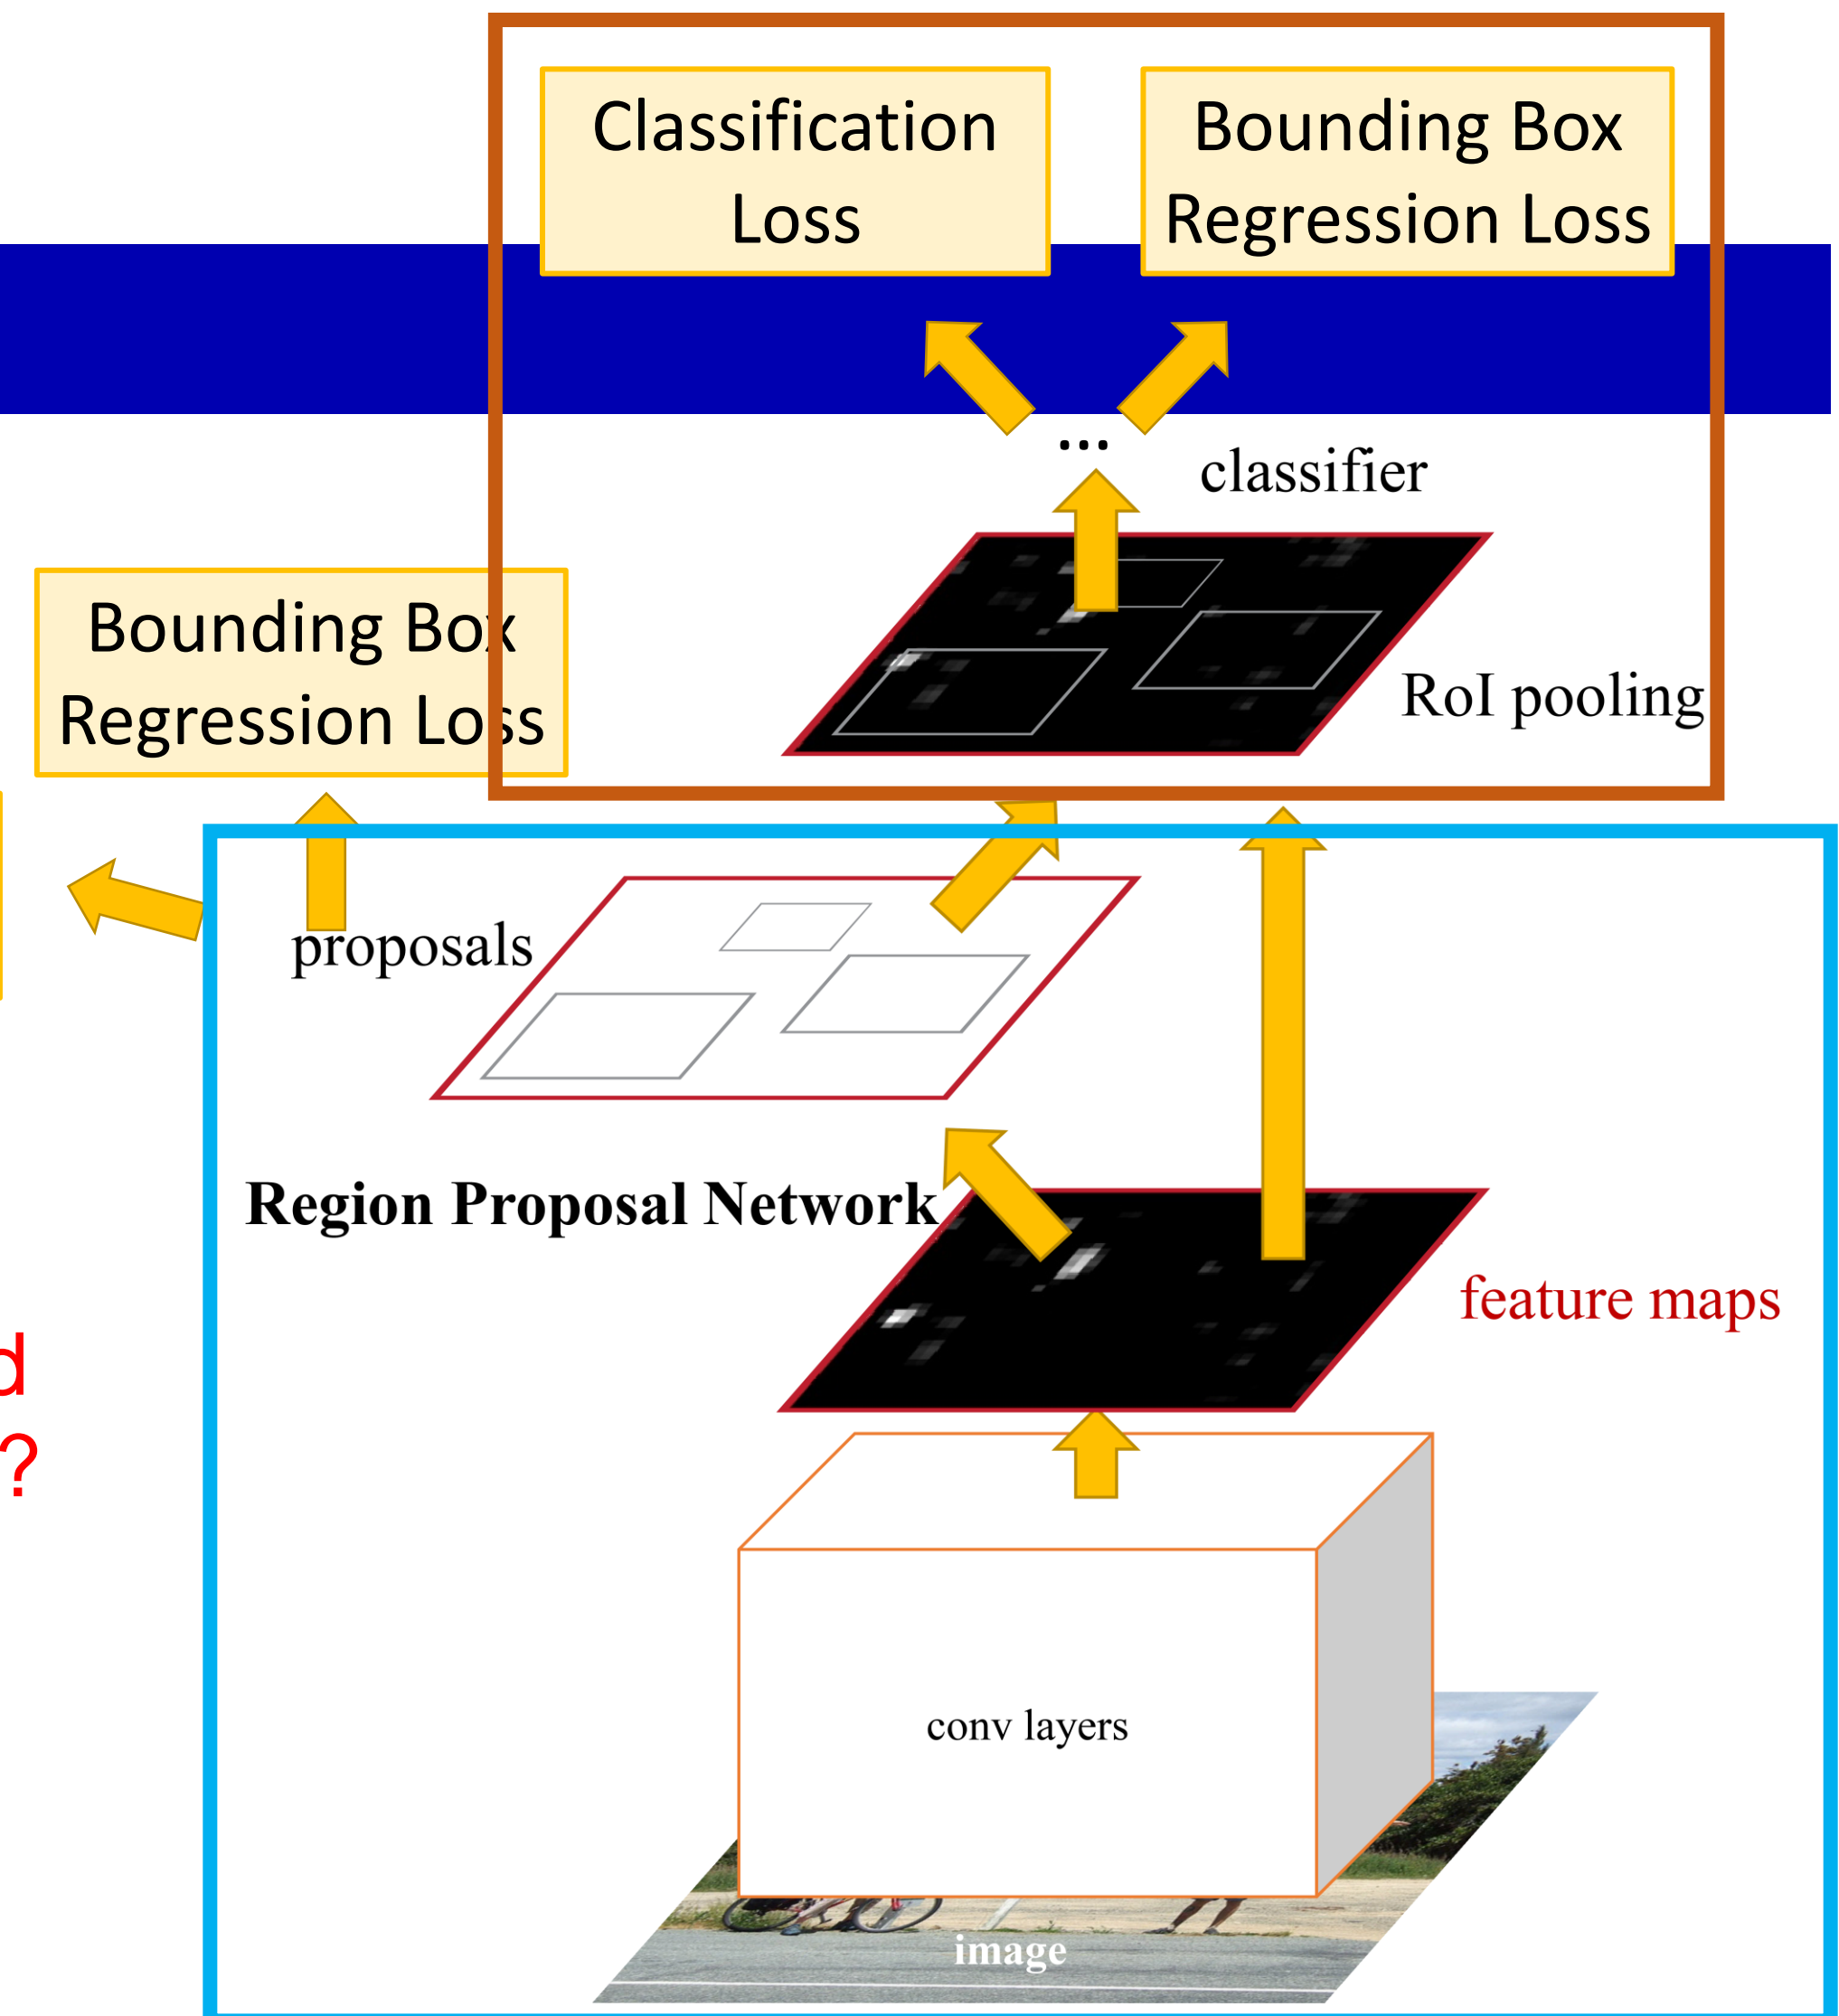 Classification
Loss
Bounding Box
Regression Loss
...
classifier
Bounding Box
Regression Loss
RoI pooling
proposals
Region Proposal Network
feature maps
d
?
conv layers
image